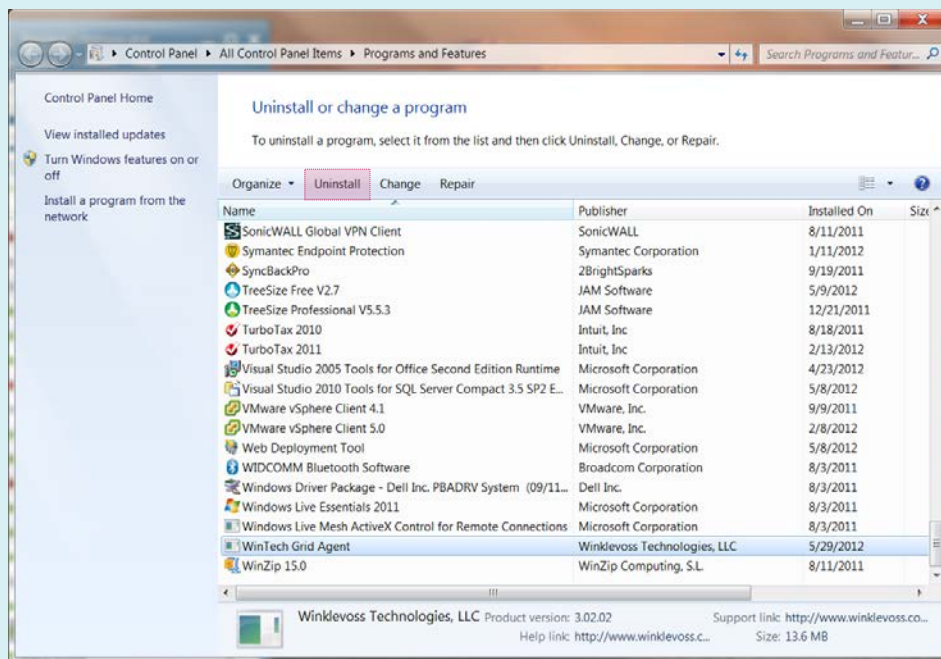 Control Panel ▸ All Control Panel Items ▸ Programs and Features
Search Programs and Featur...
Control Panel Home
View installed updates
Turn Windows features on or
off
Install a program from the
network
Uninstall or change a program
To uninstall a program, select it from the list and then click Uninstall, Change, or Repair.
Organize Uninstall Change Repair
Name Publisher Installed On Size
SonicWALL Global VPN Client SonicWALL 8/11/2011
Symantec Endpoint Protection Symantec Corporation 1/11/2012
SyncBackPro 2BrightSparks 9/19/2011
TreeSize Free V2.7 JAM Software 5/9/2012
TreeSize Professional V5.5.3 JAM Software 12/21/2011
TurboTax 2010 Intuit, Inc 8/18/2011
TurboTax 2011 Intuit, Inc 2/13/2012
Visual Studio 2005 Tools for Office Second Edition Runtime Microsoft Corporation 4/23/2012
Visual Studio 2010 Tools for SQL Server Compact 3.5 SP2 E... Microsoft Corporation 5/8/2012
VMware vSphere Client 4.1 VMware, Inc. 9/9/2011
VMware vSphere Client 5.0 VMware, Inc. 2/8/2012
Web Deployment Tool Microsoft Corporation 5/8/2012
WIDCOMM Bluetooth Software Broadcom Corporation 8/3/2011
Windows Driver Package - Dell Inc. PBADRV System (09/11... Dell Inc. 8/3/2011
Windows Live Essentials 2011 Microsoft Corporation 8/3/2011
Windows Live Mesh ActiveX Control for Remote Connections Microsoft Corporation 8/3/2011
WinTech Grid Agent Winklevoss Technologies, LLC 5/29/2012
WinZip 15.0 WinZip Computing, S.L. 8/11/2011
Winklevoss Technologies, LLC Product version: 3.02.02 Support link: http://www.winklevoss.co...
Help link: http://www.winklevoss.c... Size: 13.6 MB